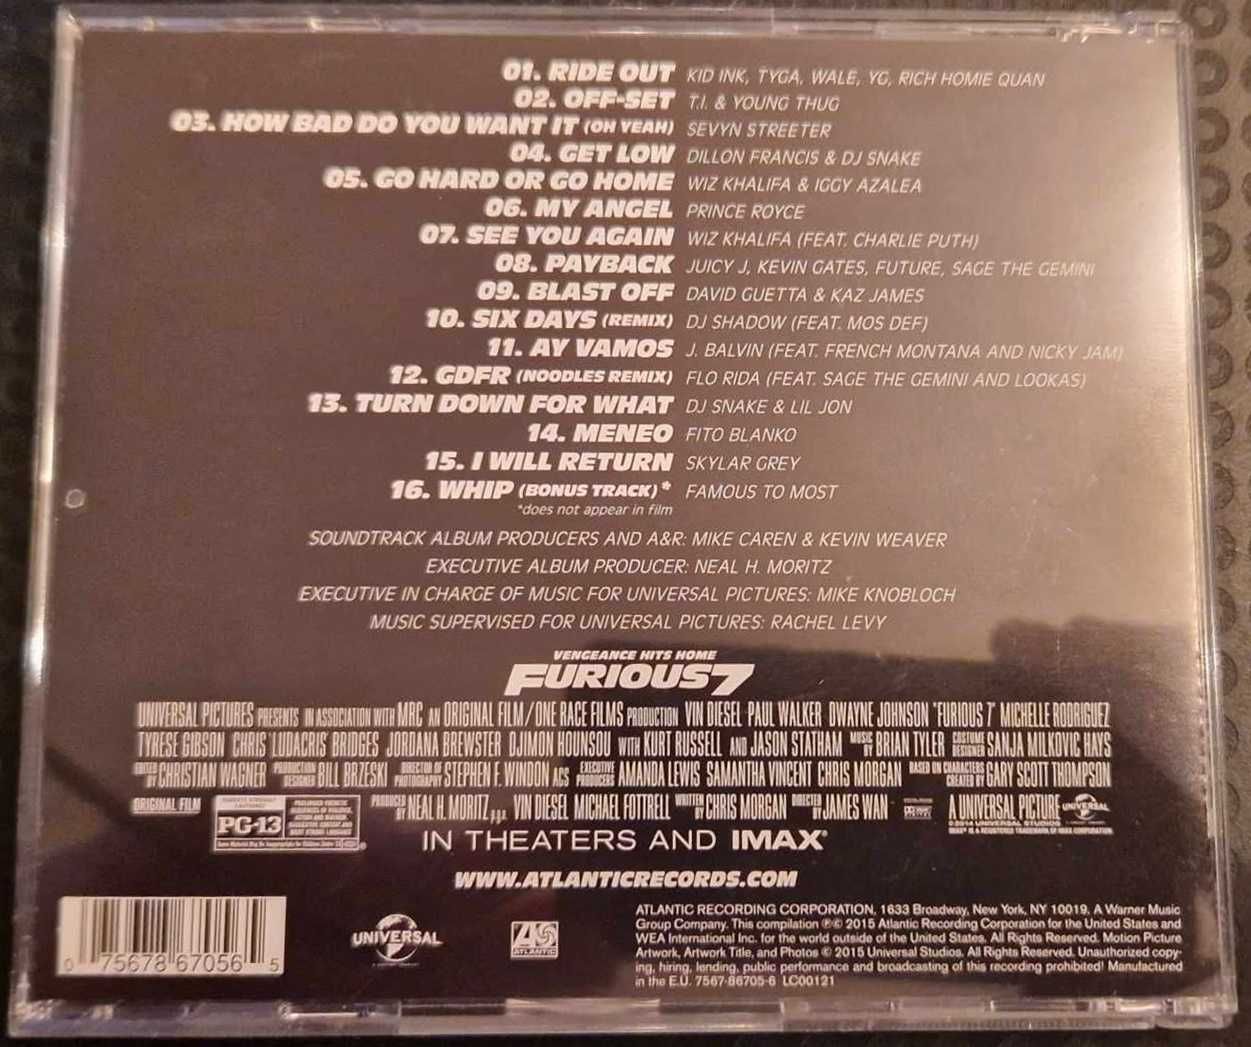 01. RIDE OUT KID INK, TYGA, WALE, YG, RICH HOMIE QUAN
02. OFF-SET T.I. & YOUNG THUG
03. HOW BAD DO YOU WANT IT (OH YEAH) SEVYN STREETER
04. GET LOW DILLON FRANCIS & DJ SNAKE
05. GO HARD OR GO HOME WIZ KHALIFA & IGGY AZALEA
06. MY ANGEL PRINCE ROYCE
07. SEE YOU AGAIN WIZ KHALIFA (FEAT. CHARLIE PUTH)
08. PAYBACK JUICY J, KEVIN GATES, FUTURE, SAGE THE GEMINI
09. BLAST OFF DAVID GUETTA & KAZ JAMES
10. SIX DAYS (REMIX) DJ SHADOW (FEAT. MOS DEF)
11. AY VAMOS J. BALVIN (FEAT. FRENCH MONTANA AND NICKY JAM)
12. GDFR (NOODLES REMIX) FLO RIDA (FEAT. SAGE THE GEMINI AND LOOKAS)
13. TURN DOWN FOR WHAT DJ SNAKE & LIL JON
14. MENEO FITO BLANKO
15. I WILL RETURN SKYLAR GREY
16. WHIP (BONUS TRACK)* FAMOUS TO MOST
*does not appear in film
SOUNDTRACK ALBUM PRODUCERS AND A&R: MIKE CAREN & KEVIN WEAVER
EXECUTIVE ALBUM PRODUCER: NEAL H. MORITZ
EXECUTIVE IN CHARGE OF MUSIC FOR UNIVERSAL PICTURES: MIKE KNOBLOCH
MUSIC SUPERVISED FOR UNIVERSAL PICTURES: RACHEL LEVY
VENGEANCE HITS HOME
FURIOUS 7
UNIVERSAL PICTURES PRESENTS IN ASSOCIATION WITH MRC AN ORIGINAL FILM/ONE RACE FILMS PRODUCTION VIN DIESEL PAUL WALKER DWAYNE JOHNSON "FURIOUS 7" MICHELLE RODRIGUEZ
TYRESE GIBSON CHRIS 'LUDACRIS' BRIDGES JORDANA BREWSTER DJIMON HOUNSOU WITH KURT RUSSELL AND JASON STATHAM MUSIC BY BRIAN TYLER COSTUME DESIGNER SANJA MILKOVIC HAYS
EDITED BY CHRISTIAN WAGNER PRODUCTION DESIGNER BILL BRZESKI DIRECTOR OF PHOTOGRAPHY STEPHEN F. WINDON ACS EXECUTIVE PRODUCERS AMANDA LEWIS SAMANTHA VINCENT CHRIS MORGAN BASED ON CHARACTERS CREATED BY GARY SCOTT THOMPSON
ORIGINAL FILM PG-13 PRODUCED BY NEAL H. MORITZ, p.g.a. VIN DIESEL MICHAEL FOTTRELL WRITTEN BY CHRIS MORGAN DIRECTED BY JAMES WAN A UNIVERSAL PICTURE UNIVERSAL
© 2014 UNIVERSAL STUDIOS
IMAX® IS A REGISTERED TRADEMARK OF IMAX CORPORATION
IN THEATERS AND IMAX®
WWW.ATLANTICRECORDS.COM
0 75678 67056 5
UNIVERSAL
ATLANTIC
ATLANTIC RECORDING CORPORATION, 1633 Broadway, New York, NY 10019. A Warner Music
Group Company. This compilation ℗© 2015 Atlantic Recording Corporation for the United States and
WEA International Inc. for the world outside of the United States. All Rights Reserved. Motion Picture
Artwork, Artwork Title, and Photos © 2015 Universal Studios. All Rights Reserved. Unauthorized copy-
ing, hiring, lending, public performance and broadcasting of this recording prohibited! Manufactured
in the E.U. 7567-86705-6 LC00121